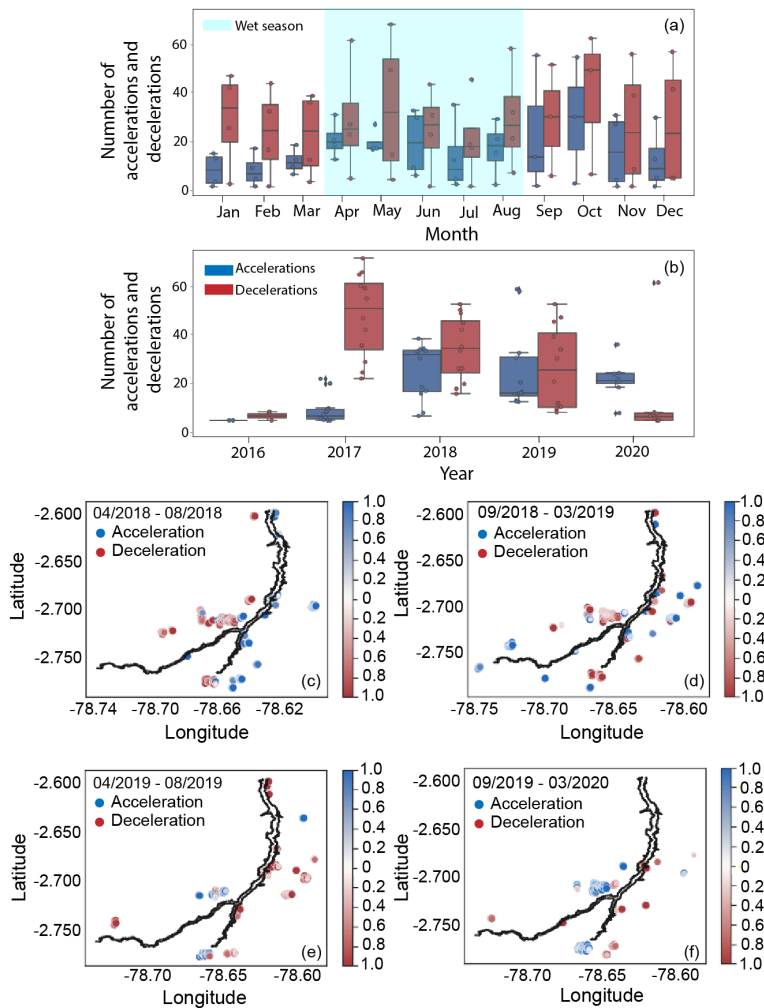 (a)
Wet season
60
40
20
0
Numnber of
accelerations and
decelerations
Jan Feb Mar Apr May Jun Jul Aug Sep Oct Nov Dec
Month
(b)
Accelerations
Decelerations
60
40
20
0
Numnber of
accelerations and
decelerations
2016 2017 2018 2019 2020
Year
04/2018 - 08/2018
Acceleration
Deceleration
-2.600
-2.650
-2.700
-2.750
Latitude
(c)
-78.74 -78.70 -78.66 -78.62
Longitude
1.0
0.8
0.6
0.4
0.2
0
0.2
0.4
0.6
0.8
1.0
09/2018 - 03/2019
Acceleration
Deceleration
-2.600
-2.650
-2.700
-2.750
Latitude
(d)
-78.75 -78.70 -78.65 -78.60
Longitude
1.0
0.8
0.6
0.4
0.2
0
0.2
0.4
0.6
0.8
1.0
04/2019 - 08/2019
Acceleration
Deceleration
-2.600
-2.650
-2.700
-2.750
Latitude
(e)
-78.70 -78.65 -78.60
Longitude
1.0
0.8
0.6
0.4
0.2
0
0.2
0.4
0.6
0.8
1.0
09/2019 - 03/2020
Acceleration
Deceleration
-2.600
-2.650
-2.700
-2.750
Latitude
(f)
-78.70 -78.65 -78.60
Longitude
1.0
0.8
0.6
0.4
0.2
0
0.2
0.4
0.6
0.8
1.0